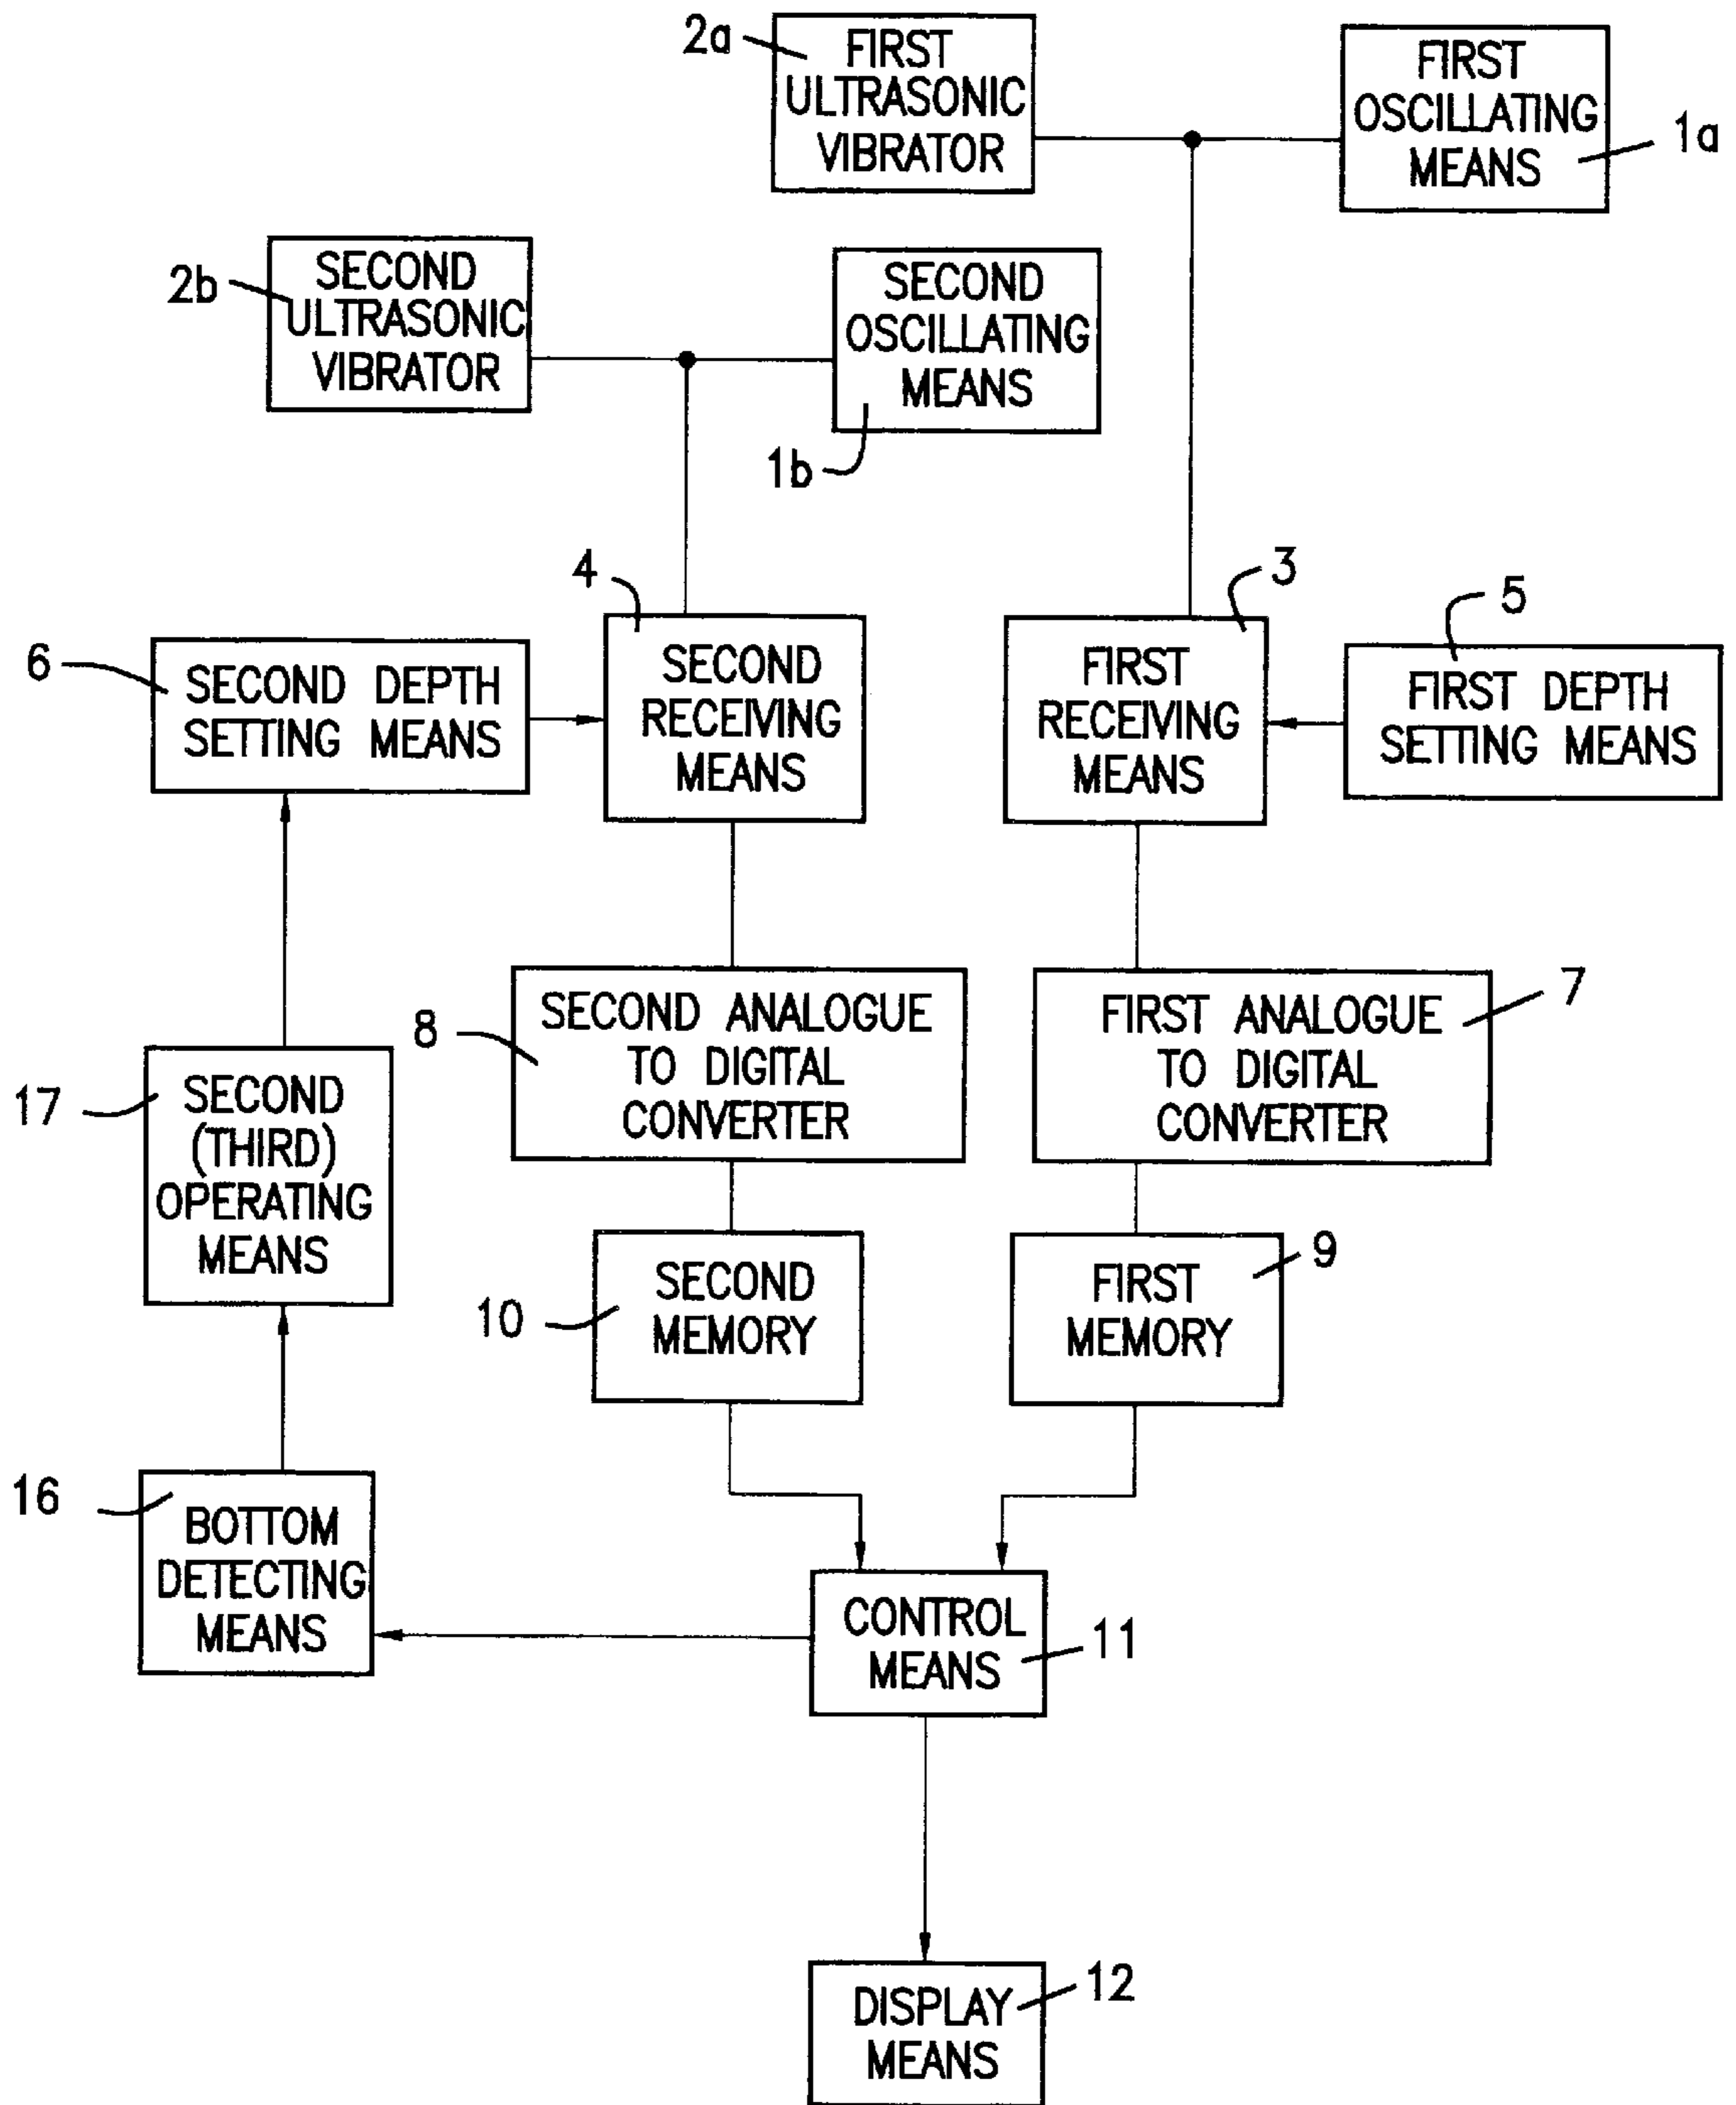 2a
FIRST
ULTRASONIC
VIBRATOR
FIRST
OSCILLATING
MEANS
1a
2b
SECOND
ULTRASONIC
VIBRATOR
SECOND
OSCILLATING
MEANS
1b
4
3
5
6
SECOND DEPTH
SETTING MEANS
SECOND
RECEIVING
MEANS
FIRST
RECEIVING
MEANS
FIRST DEPTH
SETTING MEANS
8
SECOND ANALOGUE
TO DIGITAL
CONVERTER
FIRST ANALOGUE
TO DIGITAL
CONVERTER
7
17
SECOND
(THIRD)
OPERATING
MEANS
10
SECOND
MEMORY
FIRST
MEMORY
9
16
BOTTOM
DETECTING
MEANS
CONTROL
MEANS
11
DISPLAY
MEANS
12